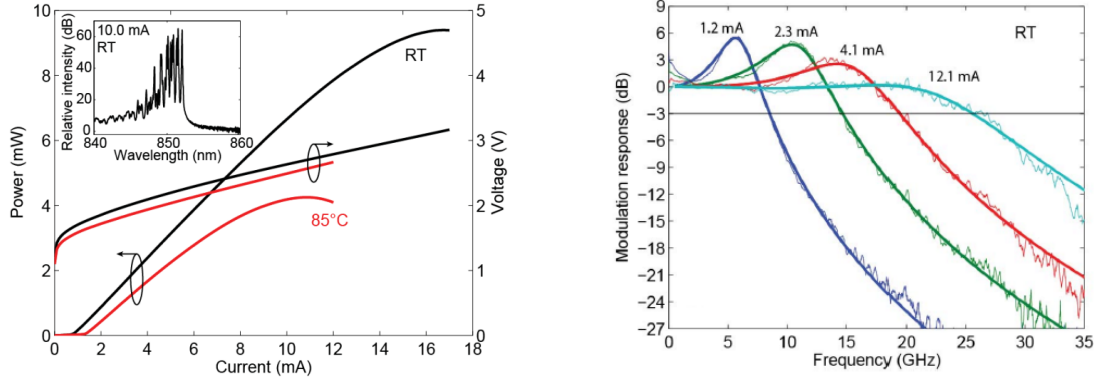 10.0 mA
RT
Relative intensity (dB)
60
40
20
0
840
850
860
Wavelength (nm)
RT
85°C
Power (mW)
10
8
6
4
2
0
Voltage (V)
5
4
3
2
1
0
0 2 4 6 8 10 12 14 16 18
Current (mA)
1.2 mA
2.3 mA
4.1 mA
12.1 mA
RT
Modulation response (dB)
9
6
3
0
-3
-6
-9
-12
-15
-18
-21
-24
-27
0 5 10 15 20 25 30 35
Frequency (GHz)